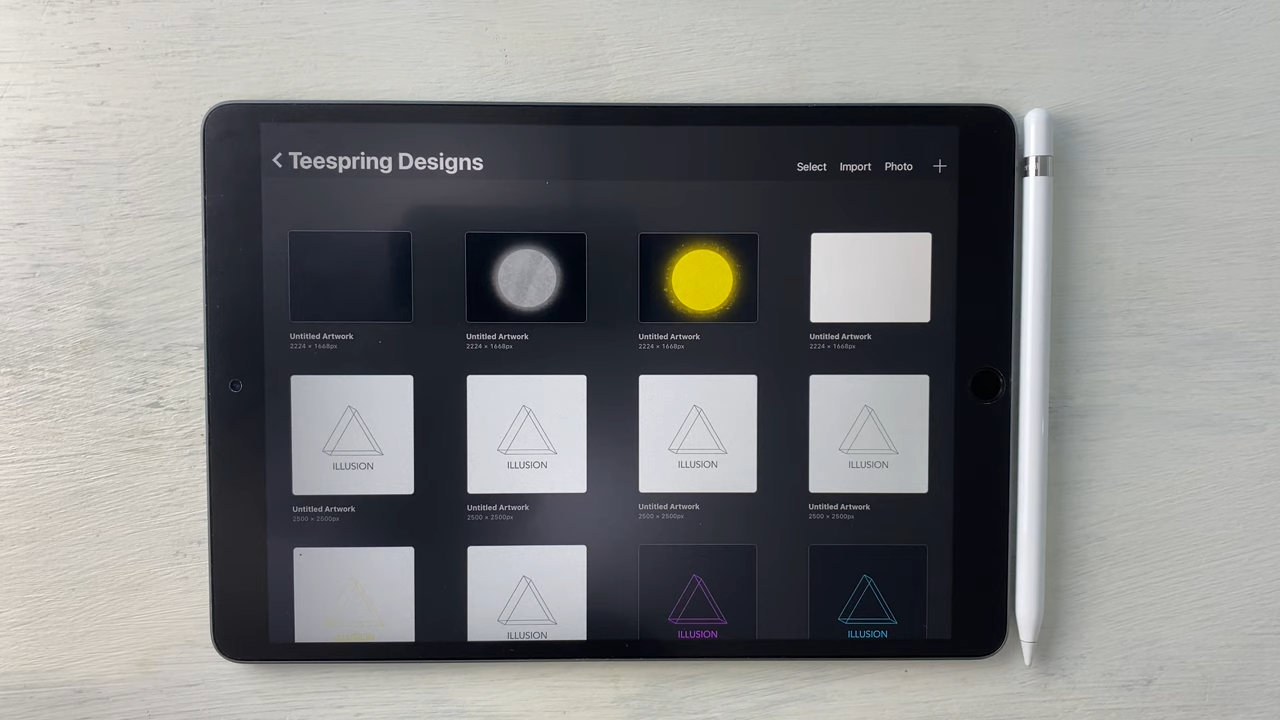 Teespring Designs
Select Import Photo
Untitled Artwork
2224 × 1668px
Untitled Artwork
2224 × 1668px
Untitled Artwork
2224 × 1668px
Untitled Artwork
2224 × 1668px
ILLUSION
ILLUSION
ILLUSION
ILLUSION
Untitled Artwork
2500 × 2500px
Untitled Artwork
2500 × 2500px
Untitled Artwork
2500 × 2500px
Untitled Artwork
2500 × 2500px
ILLUSION
ILLUSION
ILLUSION
ILLUSION